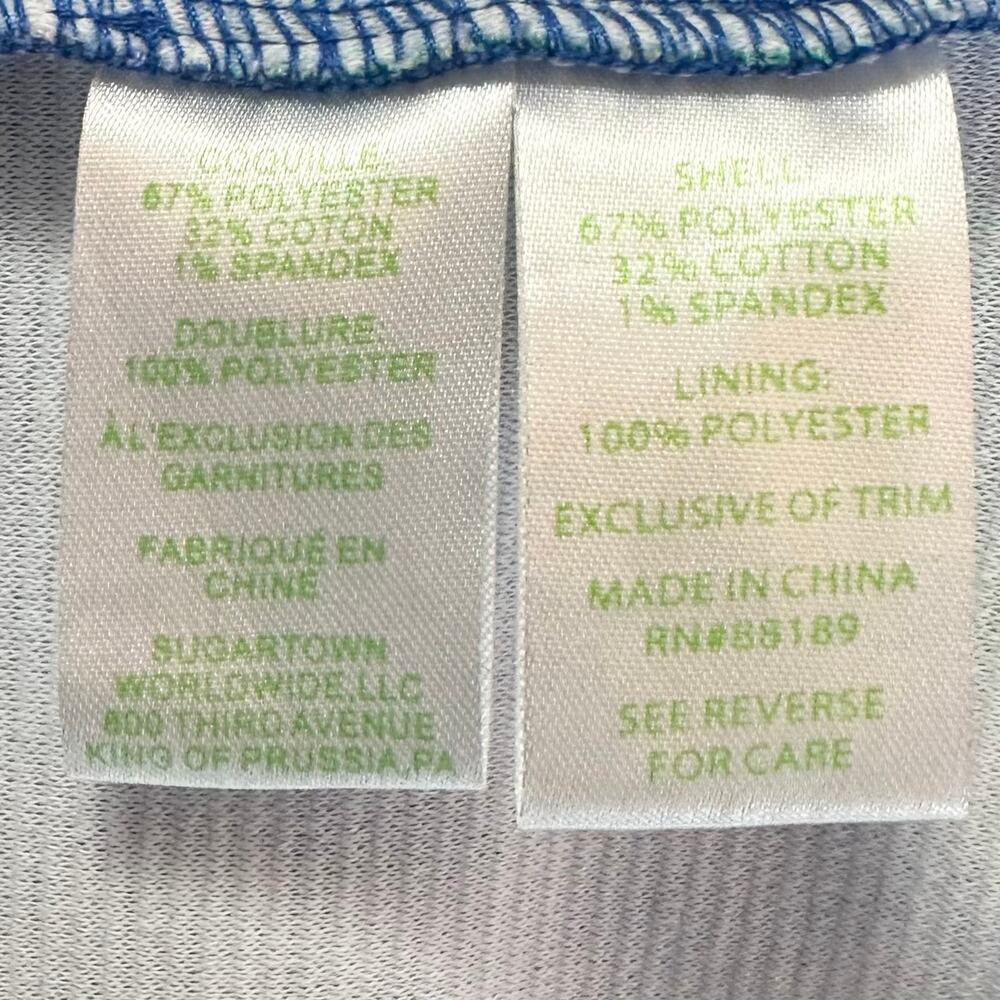 COQUILLE:
67% POLYESTER
32% COTON
1% SPANDEX
DOUBLURE:
100% POLYESTER
À L'EXCLUSION DES
GARNITURES
FABRIQUÉ EN
CHINE
SUGARTOWN
WORLDWIDE, LLC
800 THIRD AVENUE
KING OF PRUSSIA, PA
SHELL:
67% POLYESTER
32% COTTON
1% SPANDEX
LINING:
100% POLYESTER
EXCLUSIVE OF TRIM
MADE IN CHINA
RN#88189
SEE REVERSE
FOR CARE